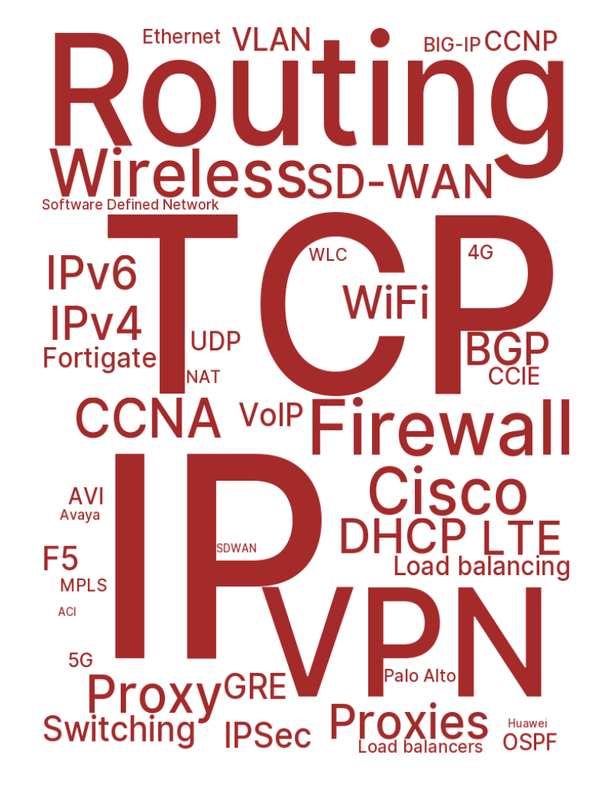 Ethernet VLAN BIG-IP CCNP
Routing
Wireless SD-WAN
Software Defined Network
TCP
WLC 4G
IPv6 WiFi
IPv4 UDP BGP
Fortigate NAT CCIE
CCNA VoIP Firewall
IP
Cisco
AVI
Avaya
DHCP LTE
F5 SDWAN Load balancing
MPLS
ACI
VPN
5G Palo Alto
Proxy GRE
Proxies Huawei
Switching IPSec OSPF
Load balancers